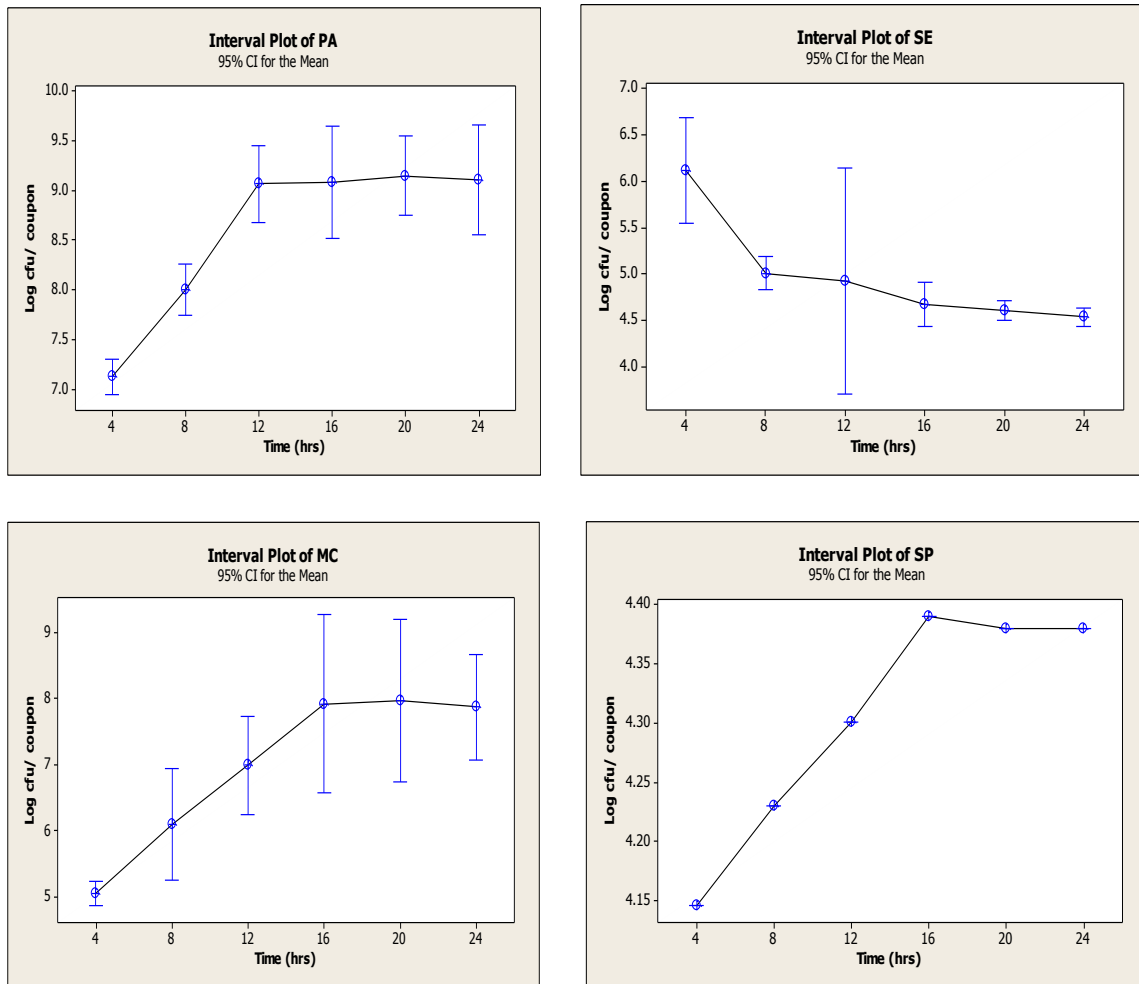 Interval Plot of PA
95% CI for the Mean
Log cfu/ coupon
10.0
9.5
9.0
8.5
8.0
7.5
7.0
4 8 12 16 20 24
Time (hrs)
Interval Plot of SE
95% CI for the Mean
Log cfu/ coupon
7.0
6.5
6.0
5.5
5.0
4.5
4.0
4 8 12 16 20 24
Time (hrs)
Interval Plot of MC
95% CI for the Mean
Log cfu/ coupon
9
8
7
6
5
4 8 12 16 20 24
Time (hrs)
Interval Plot of SP
95% CI for the Mean
Log cfu/ coupon
4.40
4.35
4.30
4.25
4.20
4.15
4 8 12 16 20 24
Time (hrs)